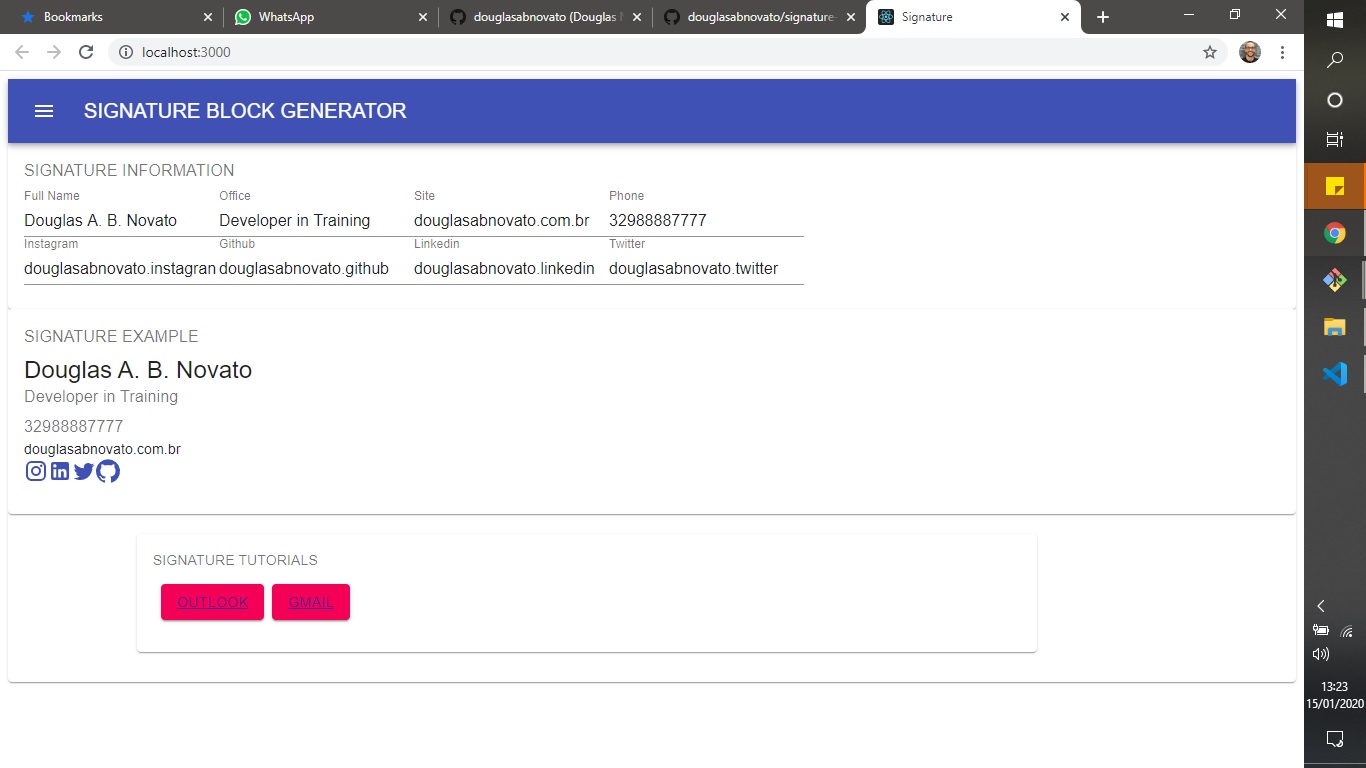 Bookmarks
WhatsApp
douglasabnovato (Douglas
douglasabnovato/signature-
Signature
localhost:3000
SIGNATURE BLOCK GENERATOR
SIGNATURE INFORMATION
Full Name Office Site Phone
Douglas A. B. Novato Developer in Training douglasabnovato.com.br 32988887777
Instagram Github Linkedin Twitter
douglasabnovato.instagran douglasabnovato.github douglasabnovato.linkedin douglasabnovato.twitter
SIGNATURE EXAMPLE
Douglas A. B. Novato
Developer in Training
32988887777
douglasabnovato.com.br
SIGNATURE TUTORIALS
OUTLOOK GMAIL
13:23
15/01/2020